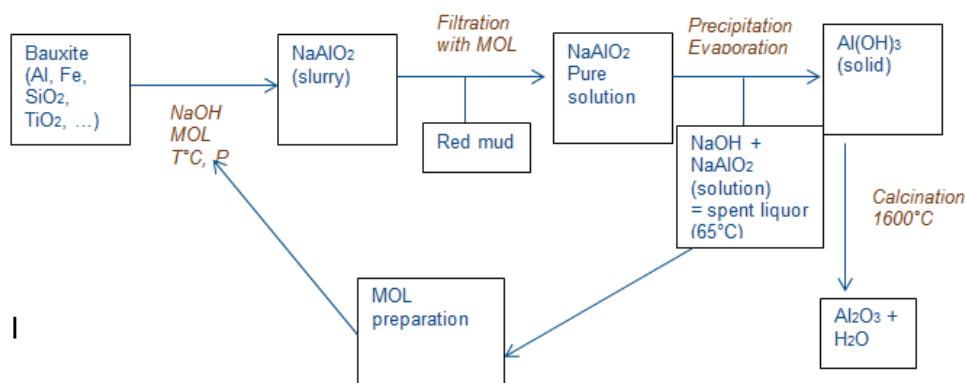 Bauxite
(Al, Fe,
SiO₂,
TiO₂, ...)
NaOH
MOL
T°C, P
NaAlO₂
(slurry)
Filtration
with MOL
Red mud
NaAlO₂
Pure
solution
Precipitation
Evaporation
NaOH +
NaAlO₂
(solution)
= spent liquor
(65°C)
Al(OH)₃
(solid)
Calcination
1600°C
Al₂O₃ +
H₂O
MOL
preparation